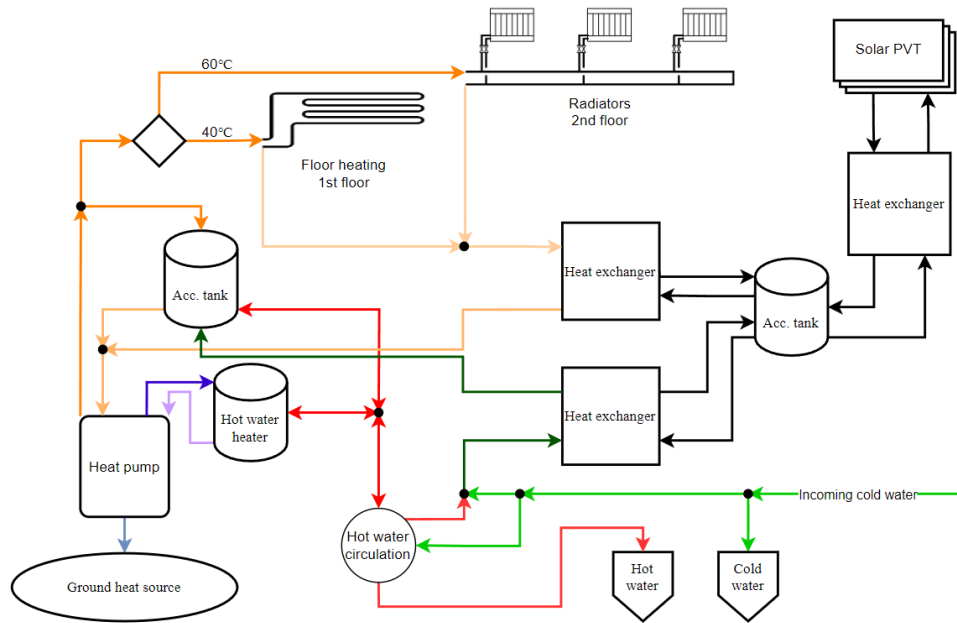 Solar PVT
60°C
Radiators
2nd floor
40°C
Floor heating
1st floor
Heat exchanger
Heat exchanger
Acc. tank
Acc. tank
Heat exchanger
Hot water
heater
Heat pump
Incoming cold water
Hot water
circulation
Hot
water
Cold
water
Ground heat source